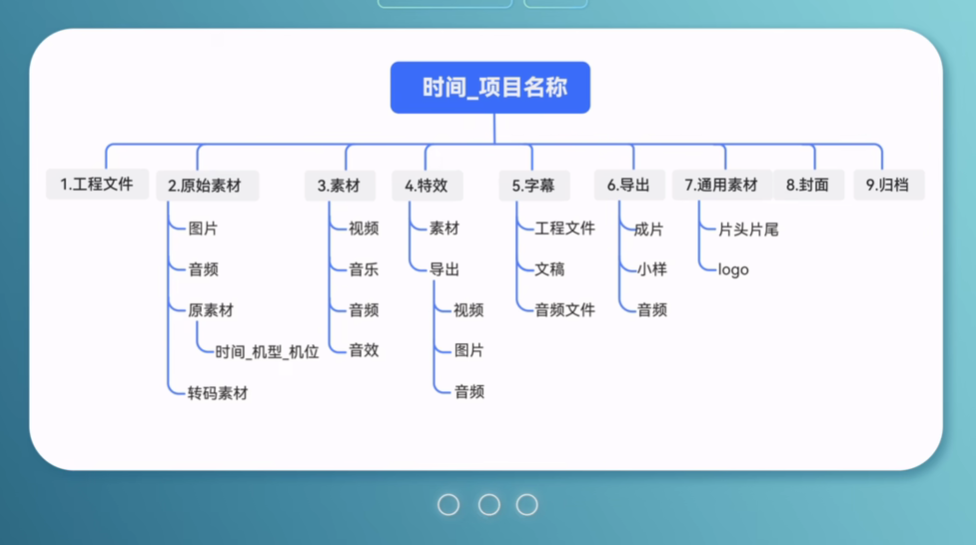 时间_项目名称
1.工程文件
2.原始素材
图片
音频
原素材
时间_机型_机位
转码素材
3.素材
视频
音乐
音频
音效
4.特效
素材
导出
视频
图片
音频
5.字幕
工程文件
文稿
音频文件
6.导出
成片
小样
音频
7.通用素材
片头片尾
logo
8.封面
9.归档